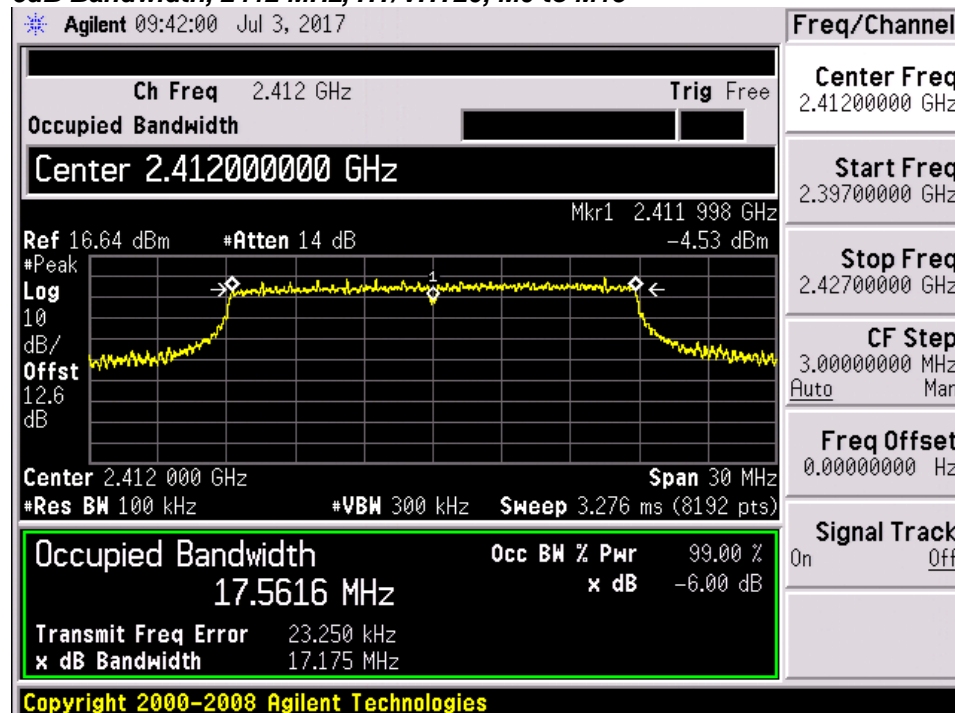 Agilent 09:42:00 Jul 3, 2017
Freq/Channel
Ch Freq 2.412 GHz Trig Free
Occupied Bandwidth
Center 2.412000000 GHz
Mkr1 2.411 998 GHz
Ref 16.64 dBm #Atten 14 dB -4.53 dBm
#Peak
Log
10
dB/
Offst
12.6
dB
1
Center 2.412 000 GHz Span 30 MHz
#Res BW 100 kHz #VBW 300 kHz Sweep 3.276 ms (8192 pts)
Occupied Bandwidth Occ BW % Pwr 99.00 %
17.5616 MHz x dB -6.00 dB
Transmit Freq Error 23.250 kHz
x dB Bandwidth 17.175 MHz
Center Freq
2.41200000 GHz
Start Freq
2.39700000 GHz
Stop Freq
2.42700000 GHz
CF Step
3.00000000 MHz
Auto Man
Freq Offset
0.00000000 Hz
Signal Track
On Off
Copyright 2000-2008 Agilent Technologies